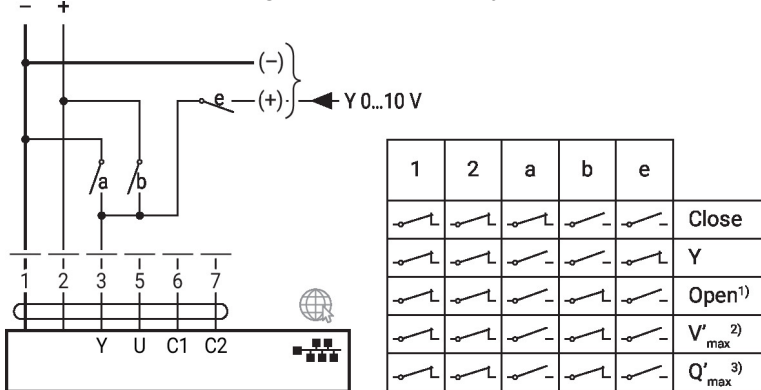 − +
(−)
e (+) Y 0...10 V
a b
1 2 3 5 6 7
Y U C1 C2
1 2 a b e
Close
Y
Open1)
V'max 2)
Q'max 3)